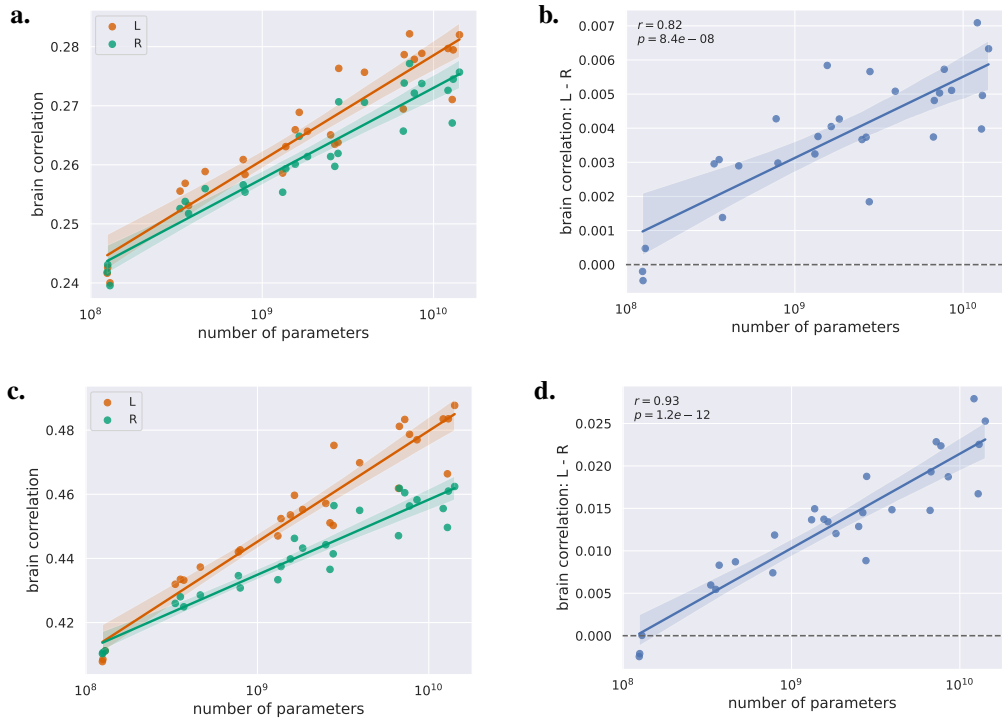 a.
L
R
0.28
0.27
0.26
0.25
0.24
brain correlation
10^8
10^9
10^10
number of parameters
b.
r = 0.82
p = 8.4e − 08
0.007
0.006
0.005
0.004
0.003
0.002
0.001
0.000
brain correlation: L - R
10^8
10^9
10^10
number of parameters
c.
L
R
0.48
0.46
0.44
0.42
brain correlation
10^8
10^9
10^10
number of parameters
d.
r = 0.93
p = 1.2e − 12
0.025
0.020
0.015
0.010
0.005
0.000
brain correlation: L - R
10^8
10^9
10^10
number of parameters